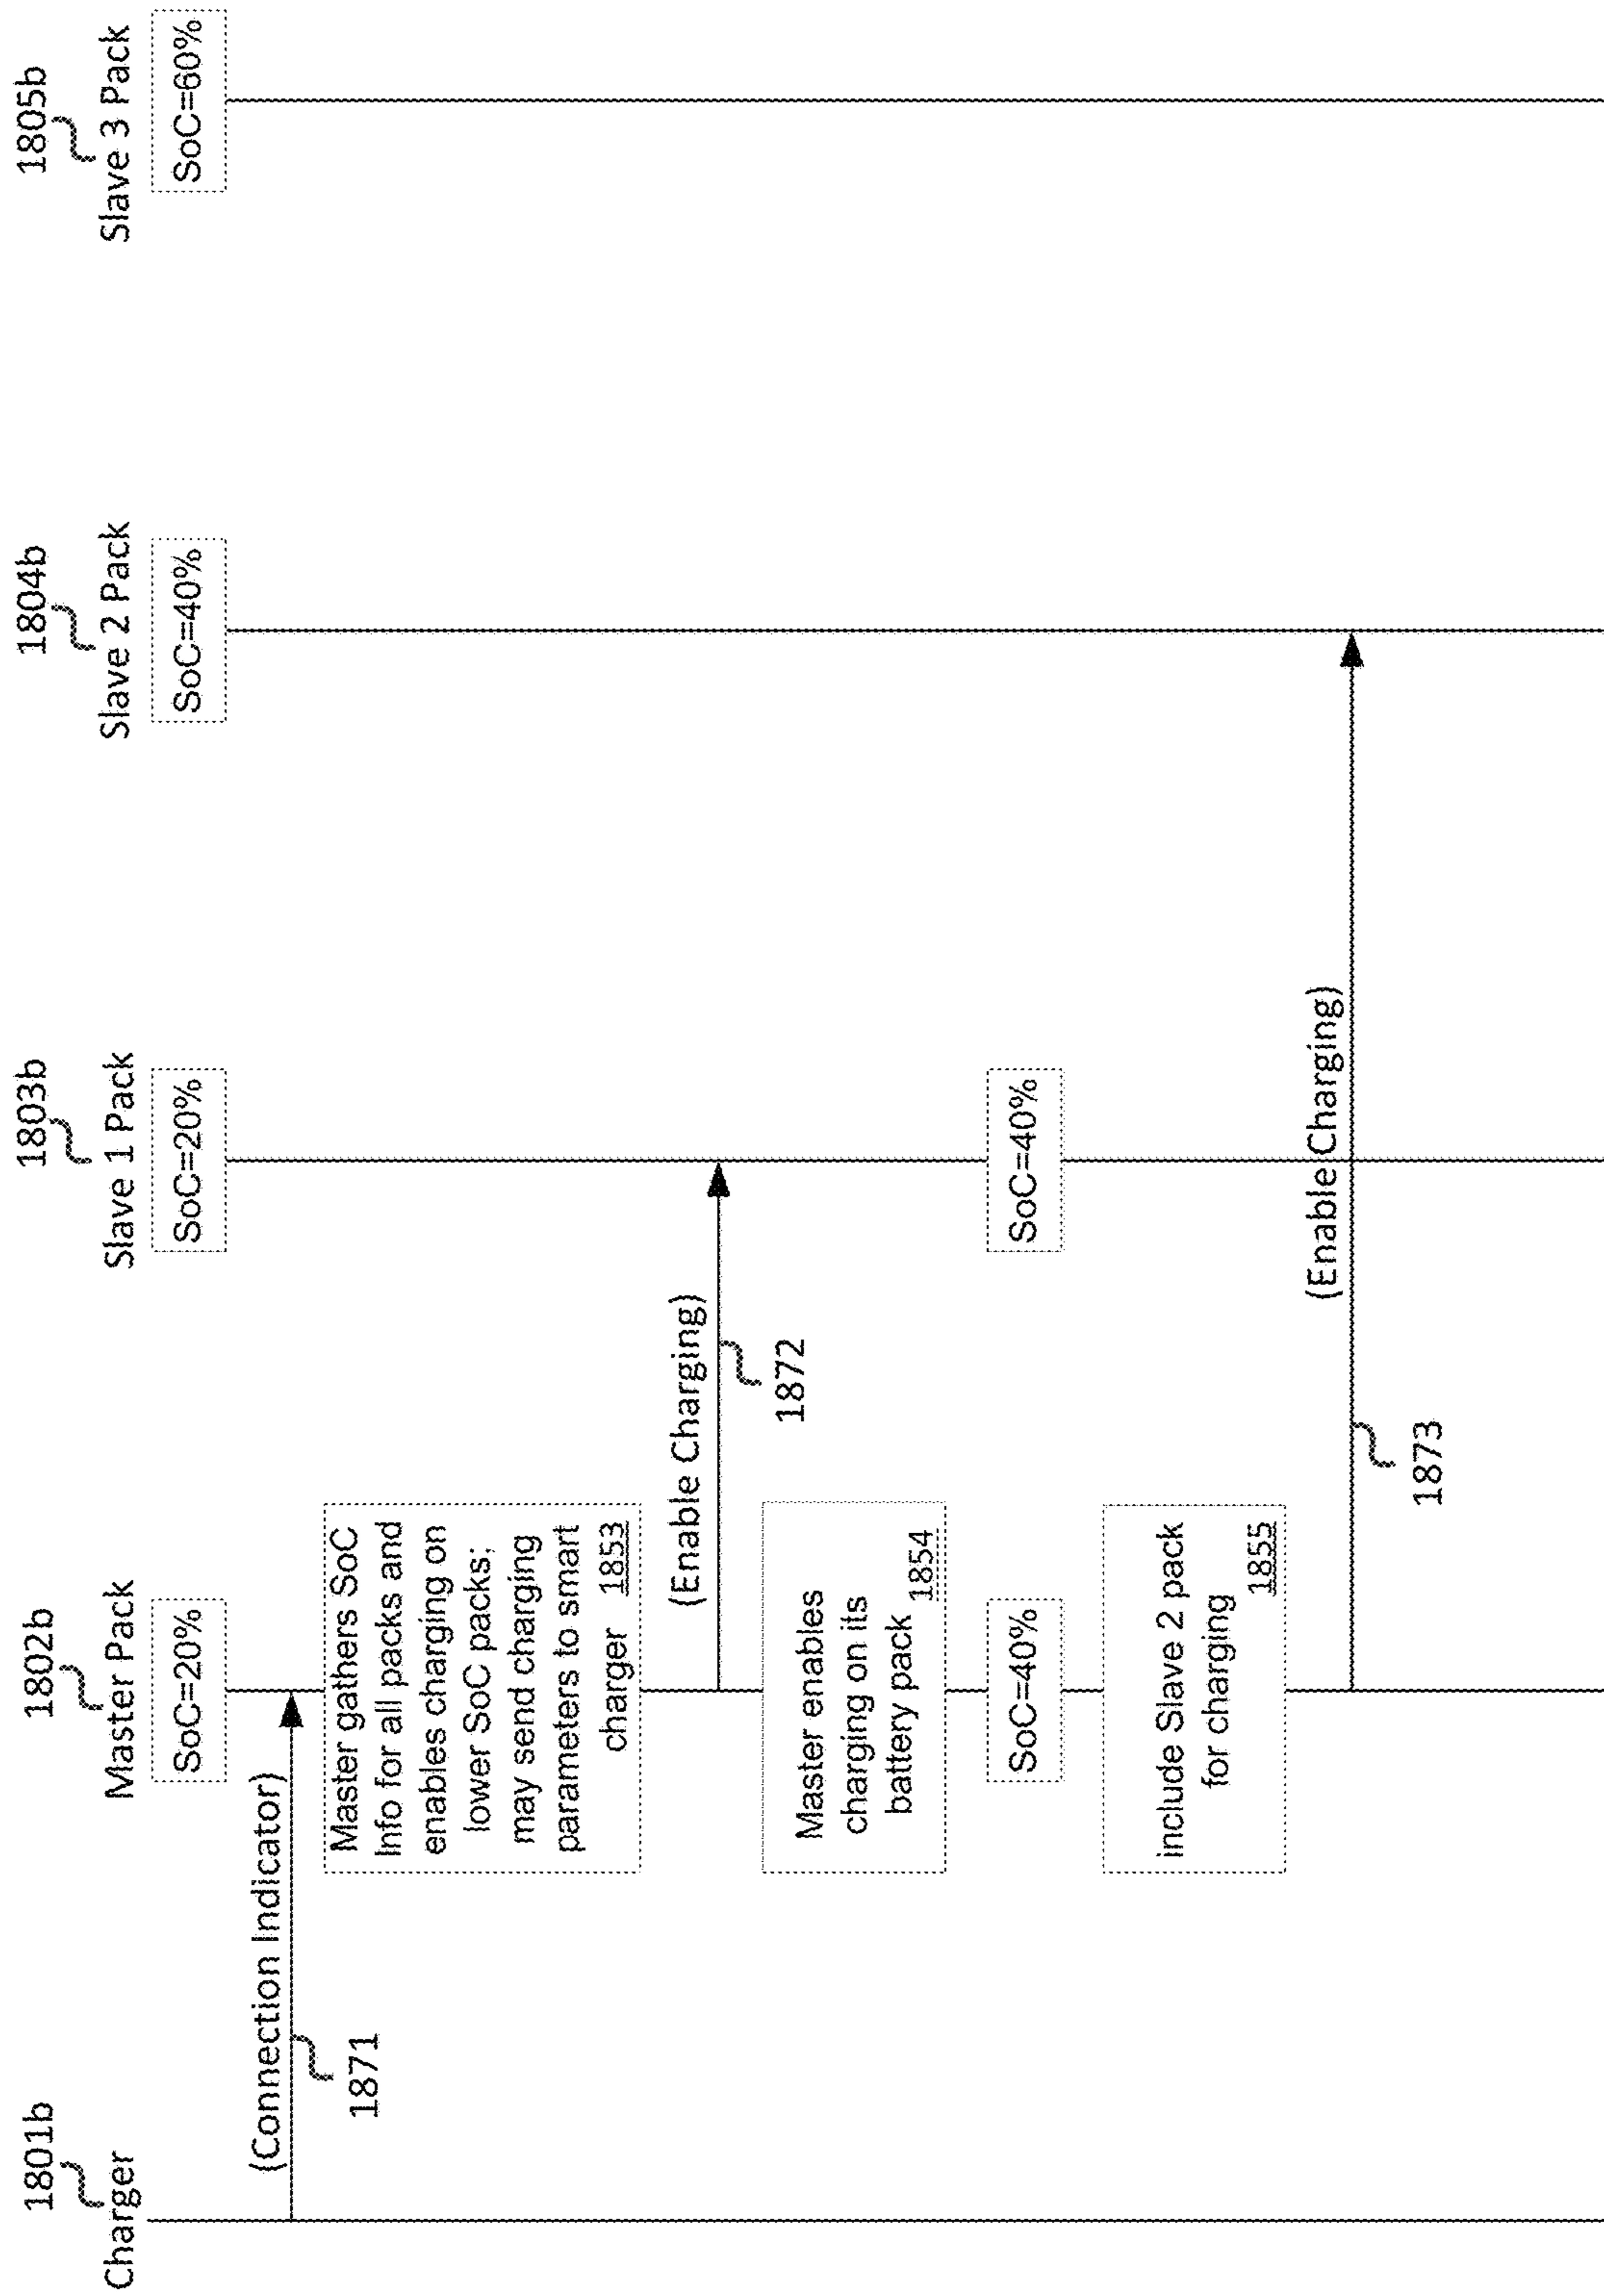 1801b
1802b
1803b
1804b
1805b
Charger
Master Pack
Slave 1 Pack
Slave 2 Pack
Slave 3 Pack
SoC=20%
SoC=20%
SoC=40%
SoC=60%
(Connection Indicator)
1871
Master gathers SoC
Info for all packs and
enables charging on
lower SoC packs;
may send charging
parameters to smart
charger 1853
(Enable Charging)
1872
Master enables
charging on its
battery pack
1854
SoC=40%
SoC=40%
include Slave 2 pack
for charging
1855
(Enable Charging)
1873